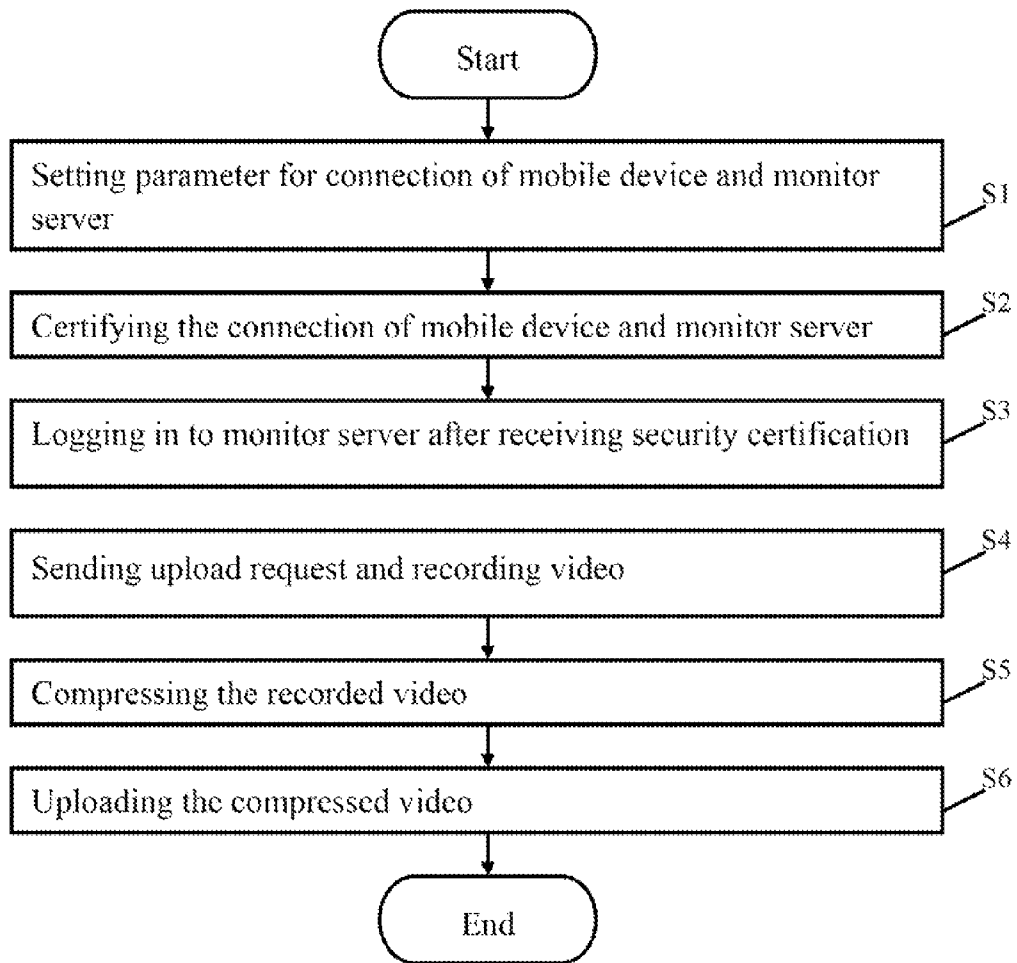 Start
Setting parameter for connection of mobile device and monitor
server
S1
Certifying the connection of mobile device and monitor server
S2
Logging in to monitor server after receiving security certification
S3
Sending upload request and recording video
S4
Compressing the recorded video
S5
Uploading the compressed video
S6
End